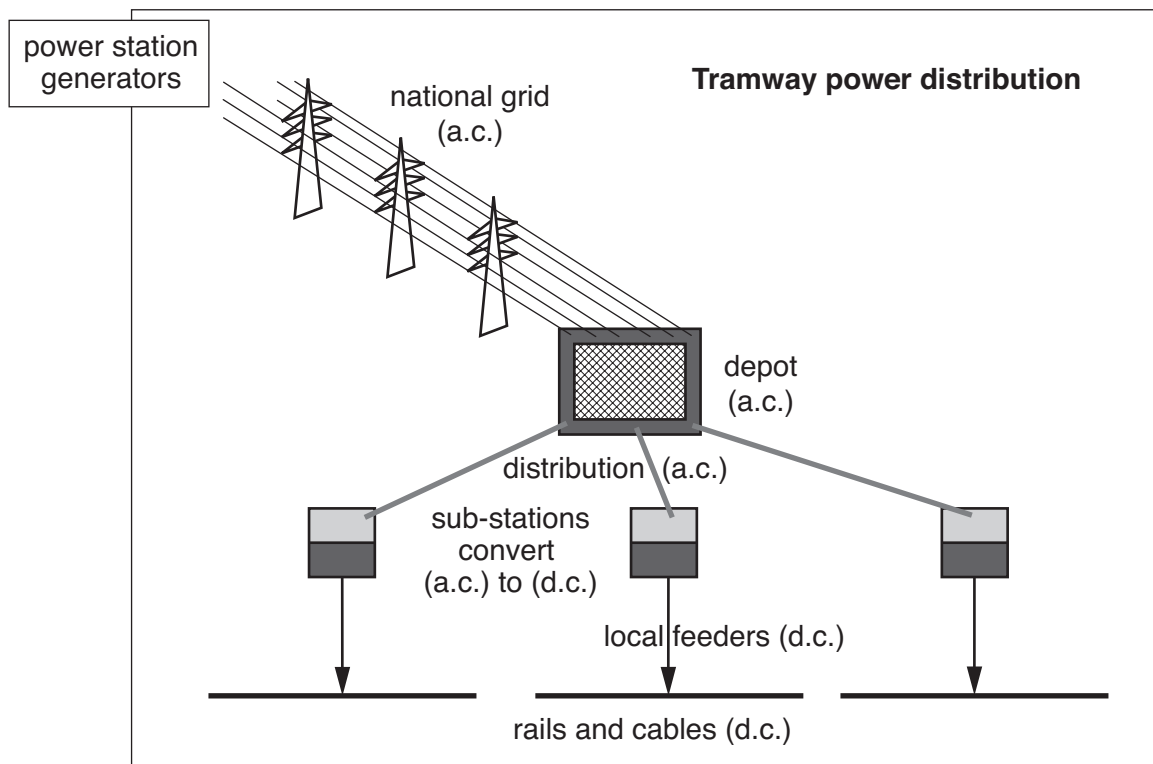 power station
generators
Tramway power distribution
national grid
(a.c.)
depot
(a.c.)
distribution (a.c.)
sub-stations
convert
(a.c.) to (d.c.)
local feeders (d.c.)
rails and cables (d.c.)